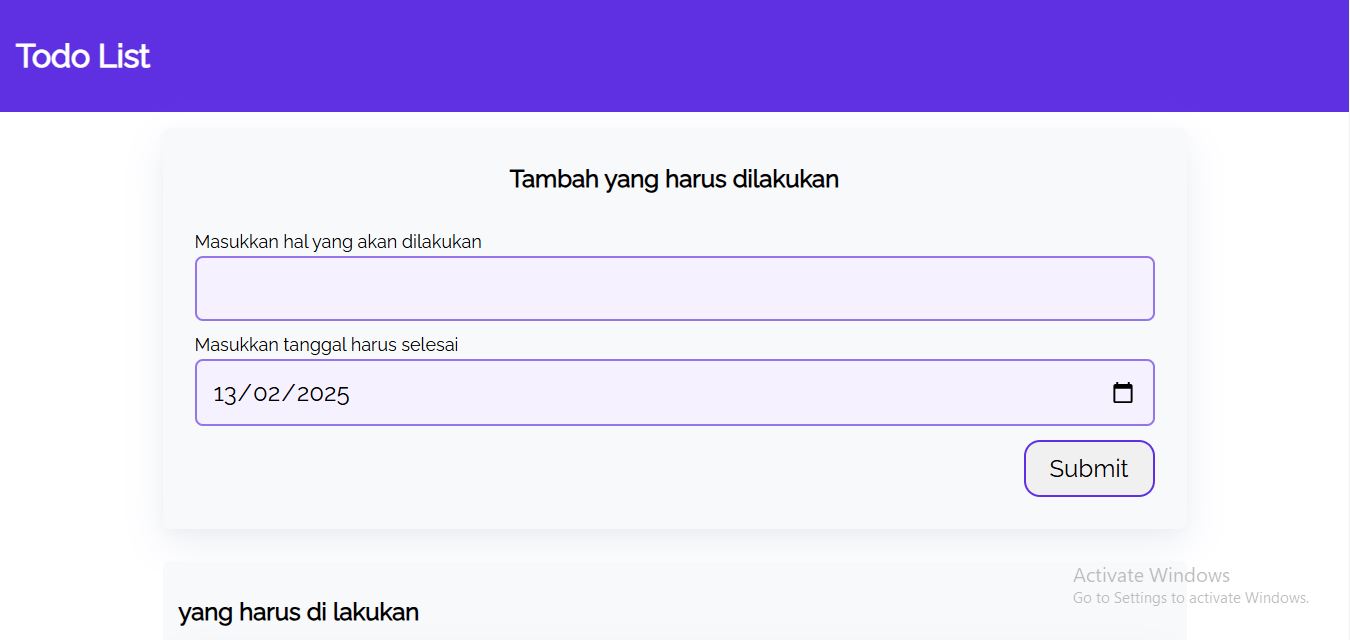 Todo List
Tambah yang harus dilakukan
Masukkan hal yang akan dilakukan
Masukkan tanggal harus selesai
13/02/2025
Submit
yang harus di lakukan
Activate Windows
Go to Settings to activate Windows.